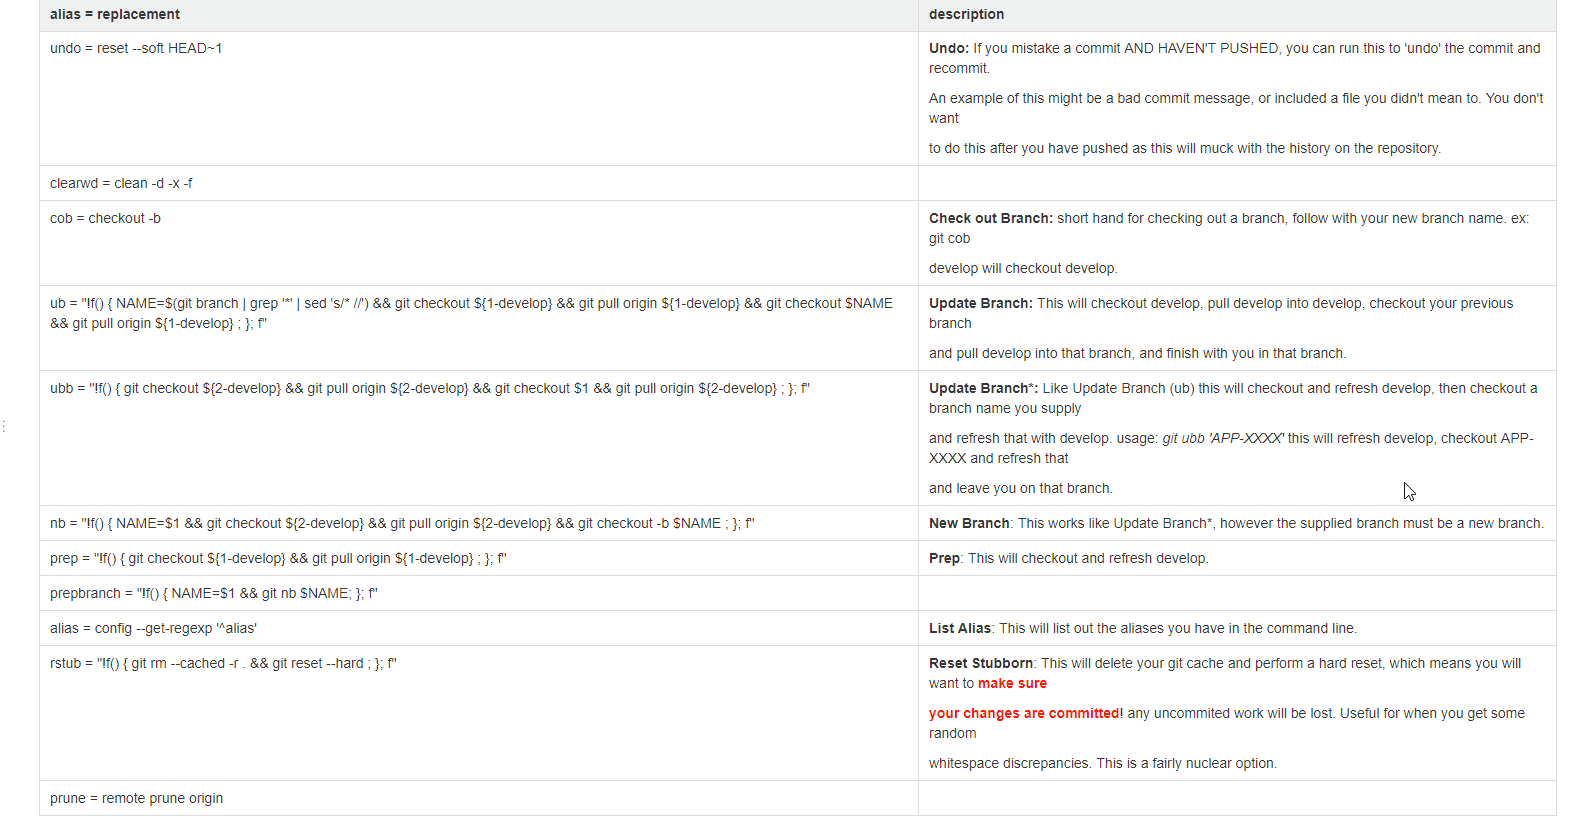 alias = replacement
description
undo = reset --soft HEAD~1
Undo: If you mistake a commit AND HAVEN'T PUSHED, you can run this to 'undo' the commit and
recommit.
An example of this might be a bad commit message, or included a file you didn't mean to. You don't
want
to do this after you have pushed as this will muck with the history on the repository.
clearwd = clean -d -x -f
cob = checkout -b
Check out Branch: short hand for checking out a branch, follow with your new branch name. ex:
git cob
develop will checkout develop.
ub = "!f() { NAME=$(git branch | grep '*' | sed 's/* //') && git checkout ${1-develop} && git pull origin ${1-develop} && git checkout $NAME
&& git pull origin ${1-develop} ; }; f"
Update Branch: This will checkout develop, pull develop into develop, checkout your previous
branch
and pull develop into that branch, and finish with you in that branch.
ubb = "!f() { git checkout ${2-develop} && git pull origin ${2-develop} && git checkout $1 && git pull origin ${2-develop} ; }; f"
Update Branch*: Like Update Branch (ub) this will checkout and refresh develop, then checkout a
branch name you supply
and refresh that with develop. usage: git ubb 'APP-XXXX' this will refresh develop, checkout APP-
XXXX and refresh that
and leave you on that branch.
nb = "!f() { NAME=$1 && git checkout ${2-develop} && git pull origin ${2-develop} && git checkout -b $NAME ; }; f"
New Branch: This works like Update Branch*, however the supplied branch must be a new branch.
prep = "!f() { git checkout ${1-develop} && git pull origin ${1-develop} ; }; f"
Prep: This will checkout and refresh develop.
prepbranch = "!f() { NAME=$1 && git nb $NAME; }; f"
alias = config --get-regexp '^alias'
List Alias: This will list out the aliases you have in the command line.
rstub = "!f() { git rm --cached -r . && git reset --hard ; }; f"
Reset Stubborn: This will delete your git cache and perform a hard reset, which means you will
want to make sure
your changes are committed! any uncommited work will be lost. Useful for when you get some
random
whitespace discrepancies. This is a fairly nuclear option.
prune = remote prune origin